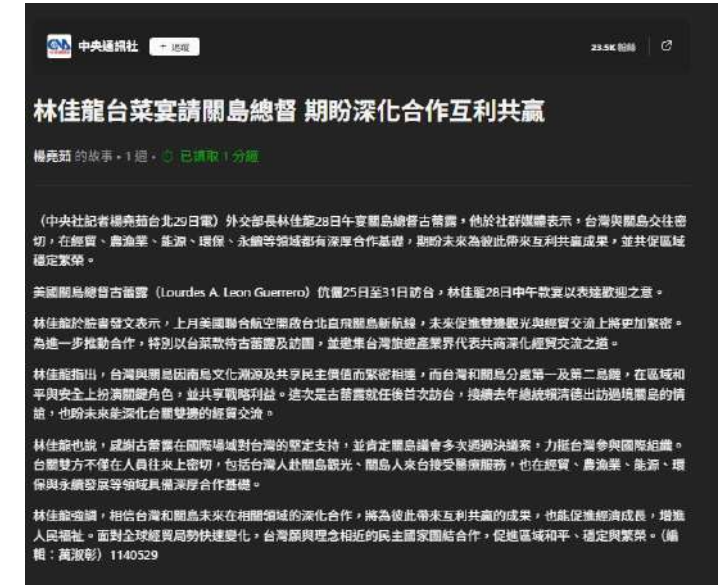 中央通訊社
+ 追蹤
23.5K 粉絲
林佳龍台菜宴請關島總督 期盼深化合作互利共贏
楊堯茹 的故事 • 1 週 • 已讀取 1 分鐘
（中央社記者楊堯茹台北29日電）外交部長林佳龍28日午宴關島總督古蕾露，他於社群媒體表示，台灣與關島交往密
切，在經貿、農漁業、能源、環保、永續等領域都有深厚合作基礎，期盼未來為彼此帶來互利共贏成果，並共促區域
穩定繁榮。
美國關島總督古蕾露（Lourdes A. Leon Guerrero）伉儷25日至31日訪台，林佳龍28日中午款宴以表達歡迎之意。
林佳龍於臉書發文表示，上月美國聯合航空開啟台北直飛關島新航線，未來促進雙邊觀光與經貿交流上將更加緊密。
為進一步推動合作，特別以台菜款待古蕾露及訪團，並邀集台灣旅遊產業界代表共商深化經貿交流之道。
林佳龍指出，台灣與關島因南島文化淵源及共享民主價值而緊密相連，而台灣和關島分處第一及第二島鏈，在區域和
平與安全上扮演關鍵角色，並共享戰略利益。這次是古蕾露就任後首次訪台，接續去年總統賴清德出訪過境關島的情
誼，也盼未來能深化台關雙邊的經貿交流。
林佳龍也說，感謝古蕾露在國際場域對台灣的堅定支持，並肯定關島議會多次通過決議案，力挺台灣參與國際組織。
台關雙方不僅在人員往來上密切，包括台灣人赴關島觀光、關島人來台接受醫療服務，也在經貿、農漁業、能源、環
保與永續發展等領域具備深厚合作基礎。
林佳龍強調，相信台灣和關島未來在相關領域的深化合作，將為彼此帶來互利共贏的成果，也能促進經濟成長，增進
人民福祉。面對全球經貿局勢快速變化，台灣願與理念相近的民主國家團結合作，促進區域和平、穩定與繁榮。（編
輯：萬淑彰）1140529